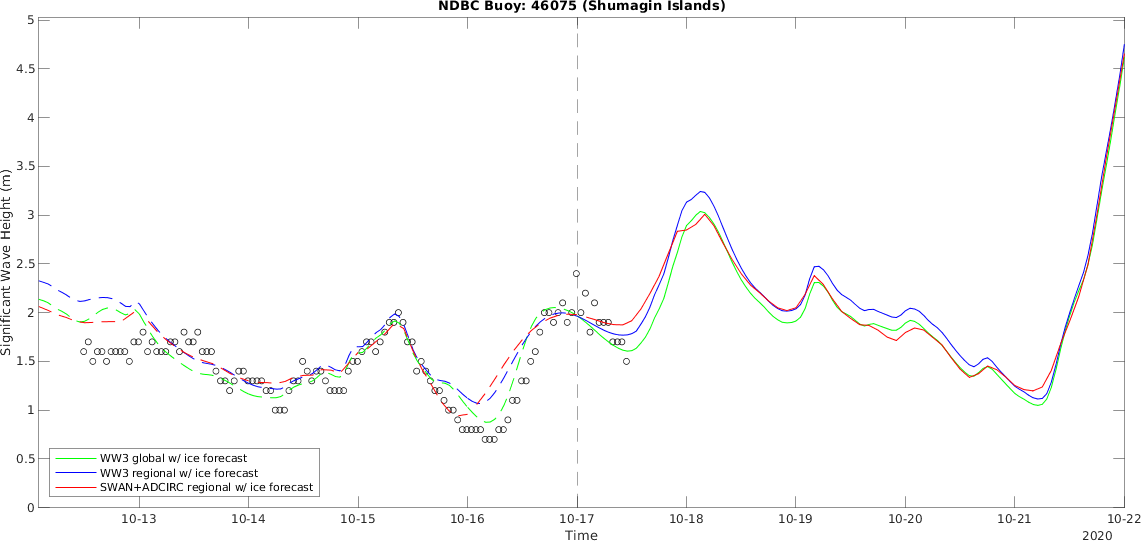 NDBC Buoy: 46075 (Shumagin Islands)
5
4.5
4
3.5
3
2.5
2
1.5
1
0.5
0
Significant Wave Height (m)
WW3 global w/ ice forecast
WW3 regional w/ ice forecast
SWAN+ADCIRC regional w/ ice forecast
10-13 10-14 10-15 10-16 10-17 10-18 10-19 10-20 10-21 10-22
Time
2020